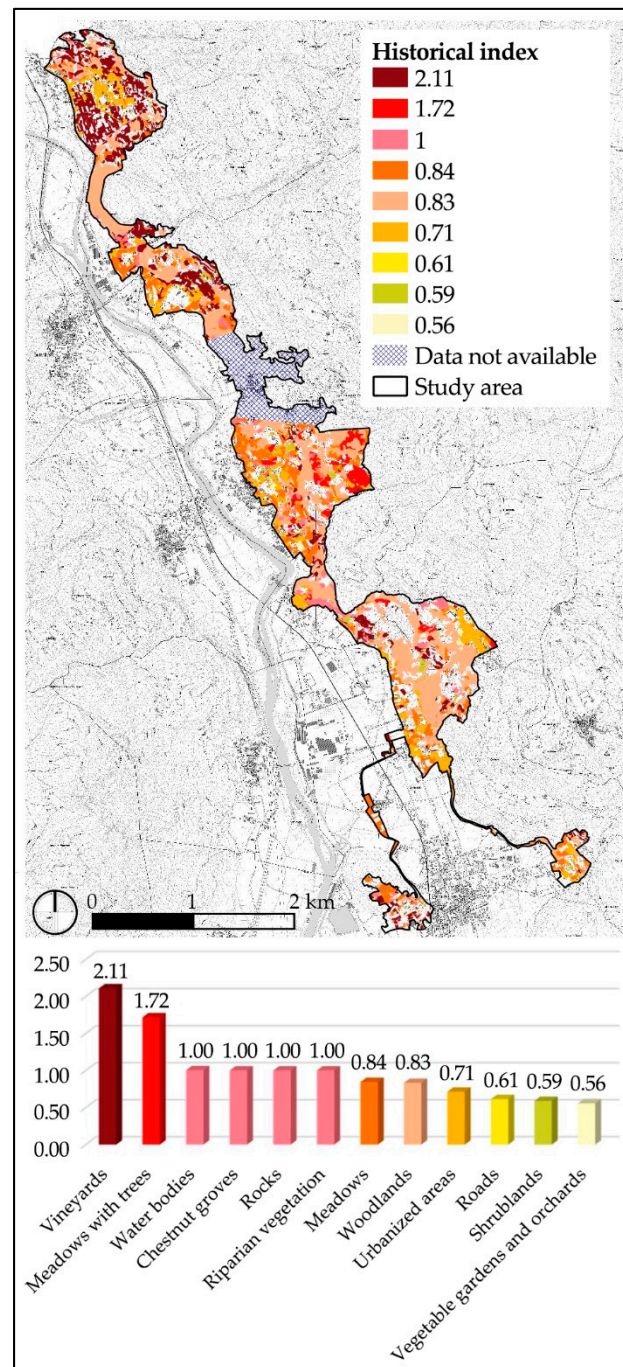 Historical index
2.11
1.72
1
0.84
0.83
0.71
0.61
0.59
0.56
Data not available
Study area
0 1 2 km
2.50
2.00
1.50
1.00
0.50
0.00
2.11
1.72
1.00
1.00
1.00
1.00
0.84
0.83
0.71
0.61
0.59
0.56
Vineyards
Meadows with trees
Water bodies
Chestnut groves
Rocks
Riparian vegetation
Meadows
Woodlands
Urbanized areas
Roads
Shrublands
Vegetable gardens and orchards